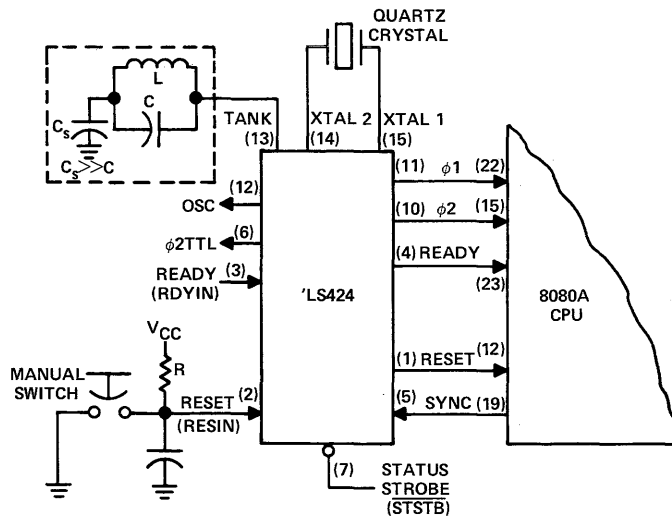 QUARTZ
CRYSTAL
L
C
Cs
Cs≫C
TANK
(13)
XTAL 2
(14)
XTAL 1
(15)
(12)
OSC
(6)
φ2TTL
READY (3)
(RDYIN)
'LS424
(11) φ1 (22)
(10) φ2 (15)
(4) READY
(23)
8080A
CPU
VCC
R
MANUAL
SWITCH
RESET (2)
(RESIN)
(1) RESET (12)
(5) SYNC (19)
(7) STATUS
STROBE
(S̅T̅S̅T̅B̅)